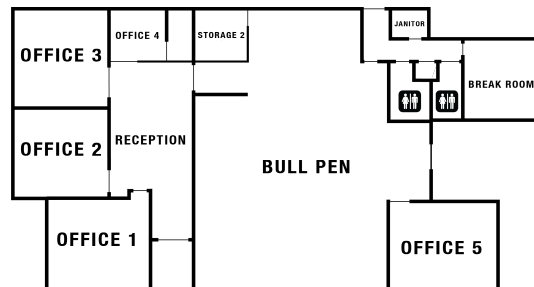 JANITOR
OFFICE 4
STORAGE 2
OFFICE 3
BREAK ROOM
RECEPTION
OFFICE 2
BULL PEN
OFFICE 1
OFFICE 5